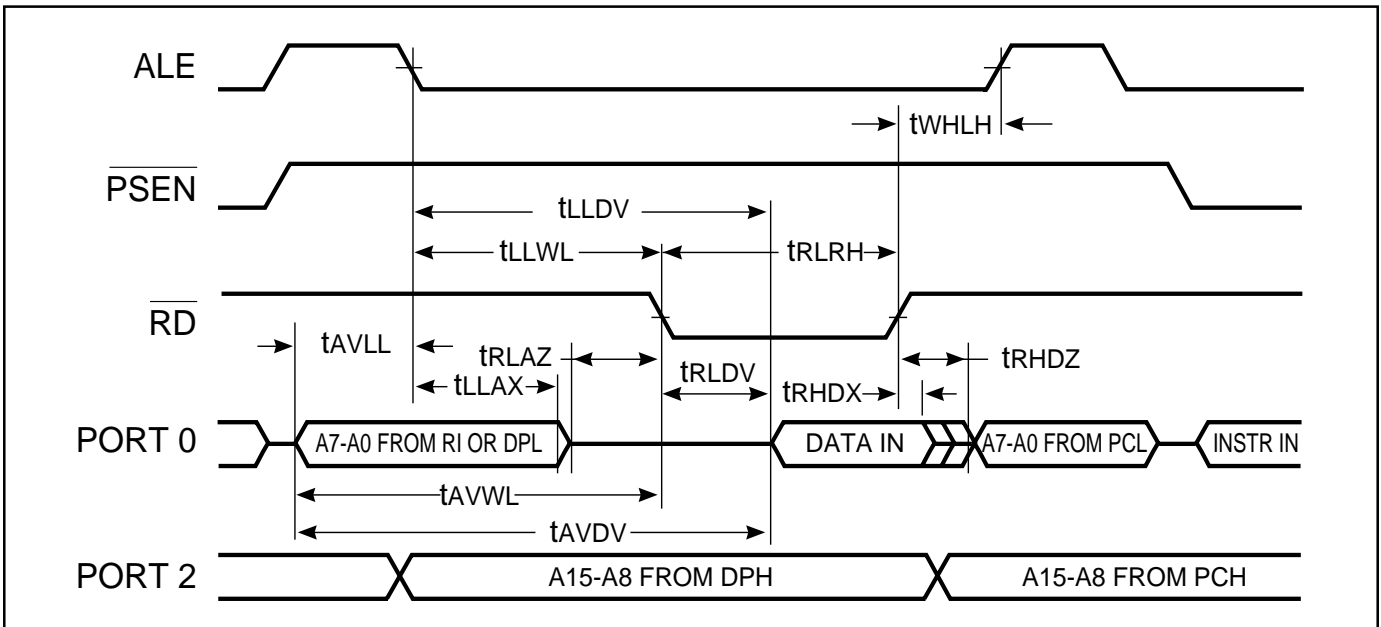 ALE
tWHLH
PSEN
tLLDV
tLLWL
tRLRH
RD
tAVLL
tRLAZ
tRLDV
tRHDZ
tLLAX
tRHDX
PORT 0
A7-A0 FROM RI OR DPL
DATA IN
A7-A0 FROM PCL
INSTR IN
tAVWL
tAVDV
PORT 2
A15-A8 FROM DPH
A15-A8 FROM PCH